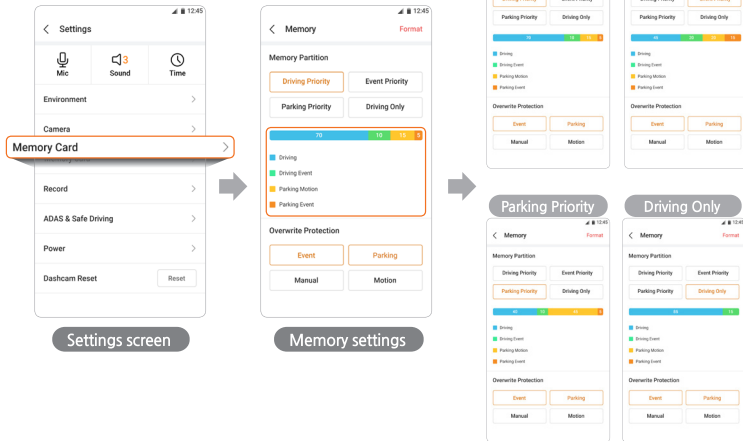 12:45
Settings
Mic
3
Sound
Time
Environment
Camera
Memory Card
Record
ADAS & Safe Driving
Power
Dashcam Reset
Reset
Settings screen
12:45
Memory
Format
Memory Partition
Driving Priority
Event Priority
Parking Priority
Driving Only
70
10
15
5
Driving
Driving Event
Parking Motion
Parking Event
Overwrite Protection
Event
Parking
Manual
Motion
Memory settings
Parking Priority
Driving Only
70
Driving
Driving Event
Parking Motion
Parking Event
Overwrite Protection
Event
Parking
Manual
Motion
Parking Priority
Driving Only
Driving
Driving Event
Parking Motion
Parking Event
Overwrite Protection
Event
Parking
Manual
Motion
Parking Priority
12:45
Memory
Format
Memory Partition
Driving Priority
Event Priority
Parking Priority
Driving Only
Driving
Driving Event
Parking Motion
Parking Event
Overwrite Protection
Event
Parking
Manual
Motion
Driving Only
12:45
Memory
Format
Memory Partition
Driving Priority
Event Priority
Parking Priority
Driving Only
Driving
Driving Event
Parking Motion
Parking Event
Overwrite Protection
Event
Parking
Manual
Motion